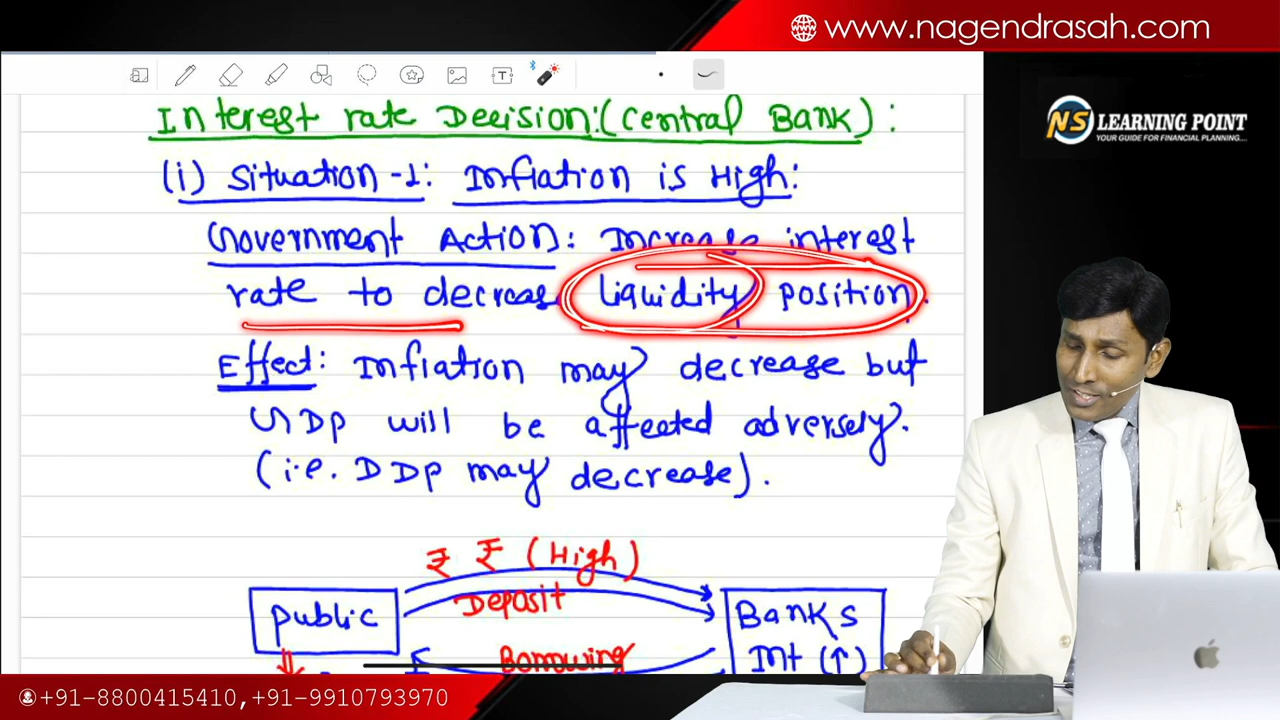 www.nagendrasah.com
NS LEARNING POINT
YOUR GUIDE FOR FINANCIAL PLANNING....
Interest rate Decision:(Central Bank):
(i) Situation-1: Inflation is High:
Government Action: Increase interest
rate to decrease liquidity position.
Effect: Inflation may decrease but
GDP will be affected adversely.
(i.e. DDP may decrease).
₹ ₹ (High)
Deposit
public
Banks
Borrowing
Int (↑)
+91-8800415410,+91-9910793970